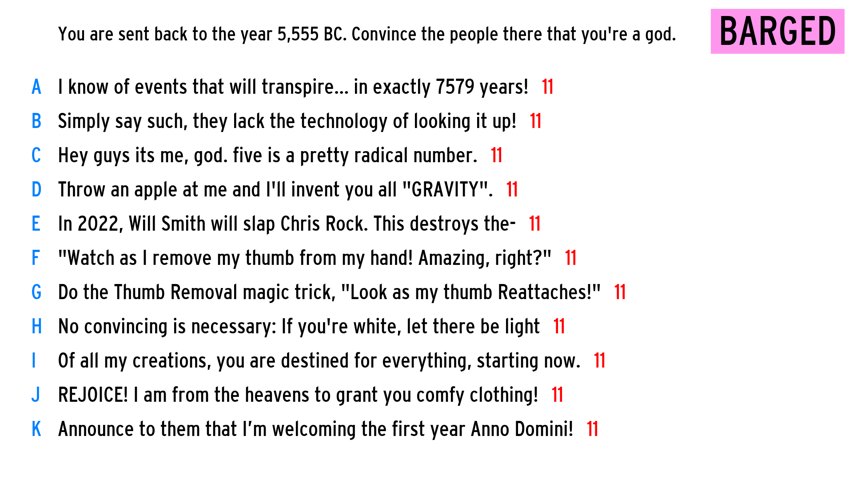 You are sent back to the year 5,555 BC. Convince the people there that you're a god.
BARGED
A I know of events that will transpire... in exactly 7579 years! 11
B Simply say such, they lack the technology of looking it up! 11
C Hey guys its me, god. five is a pretty radical number. 11
D Throw an apple at me and I'll invent you all "GRAVITY". 11
E In 2022, Will Smith will slap Chris Rock. This destroys the- 11
F "Watch as I remove my thumb from my hand! Amazing, right?" 11
G Do the Thumb Removal magic trick, "Look as my thumb Reattaches!" 11
H No convincing is necessary: If you're white, let there be light 11
I Of all my creations, you are destined for everything, starting now. 11
J REJOICE! I am from the heavens to grant you comfy clothing! 11
K Announce to them that I’m welcoming the first year Anno Domini! 11